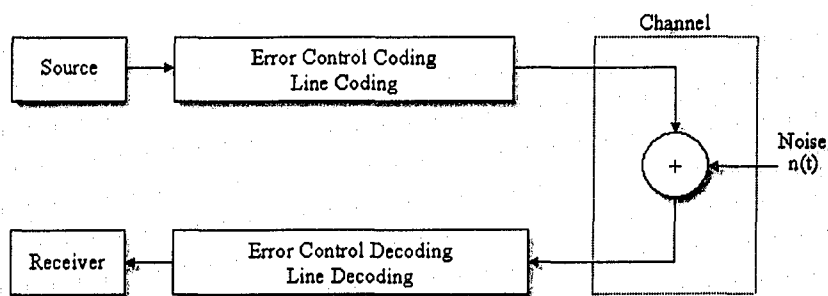 Channel
Source
Error Control Coding
Line Coding
+
Noise
n(t)
Receiver
Error Control Decoding
Line Decoding